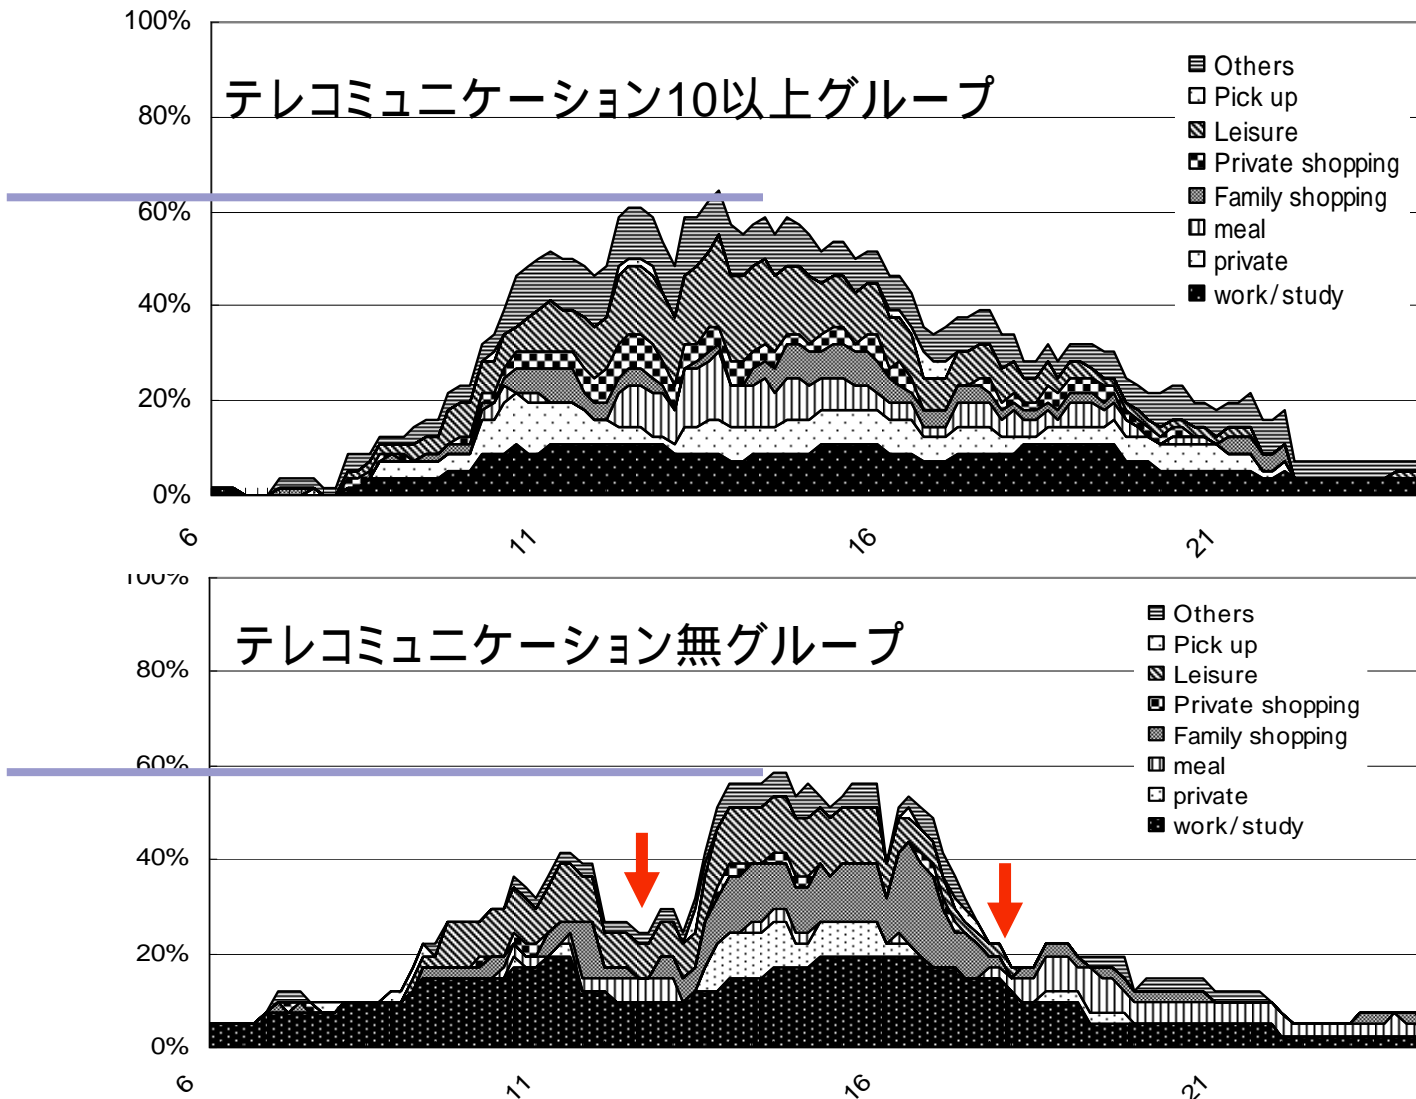 100%
テレコミュニケーション10以上グループ
80%
60%
40%
20%
0%
Others
Pick up
Leisure
Private shopping
Family shopping
meal
private
work/study
6
11
16
21
100%
テレコミュニケーション無グループ
80%
60%
40%
20%
0%
Others
Pick up
Leisure
Private shopping
Family shopping
meal
private
work/study
6
11
16
21